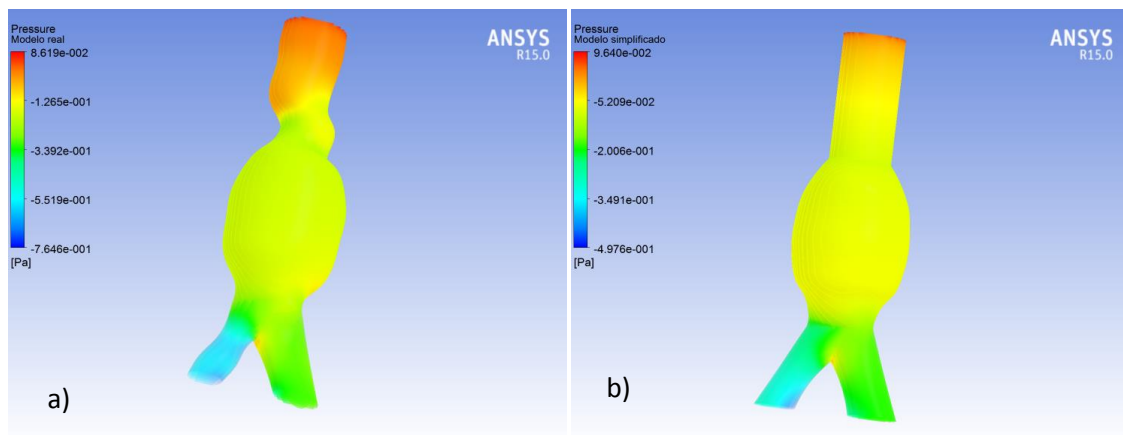 Pressure
Modelo real
8.619e-002
-1.265e-001
-3.392e-001
-5.519e-001
-7.646e-001
[Pa]
ANSYS
R15.0
a)
Pressure
Modelo simplificado
9.640e-002
-5.209e-002
-2.006e-001
-3.491e-001
-4.976e-001
[Pa]
ANSYS
R15.0
b)